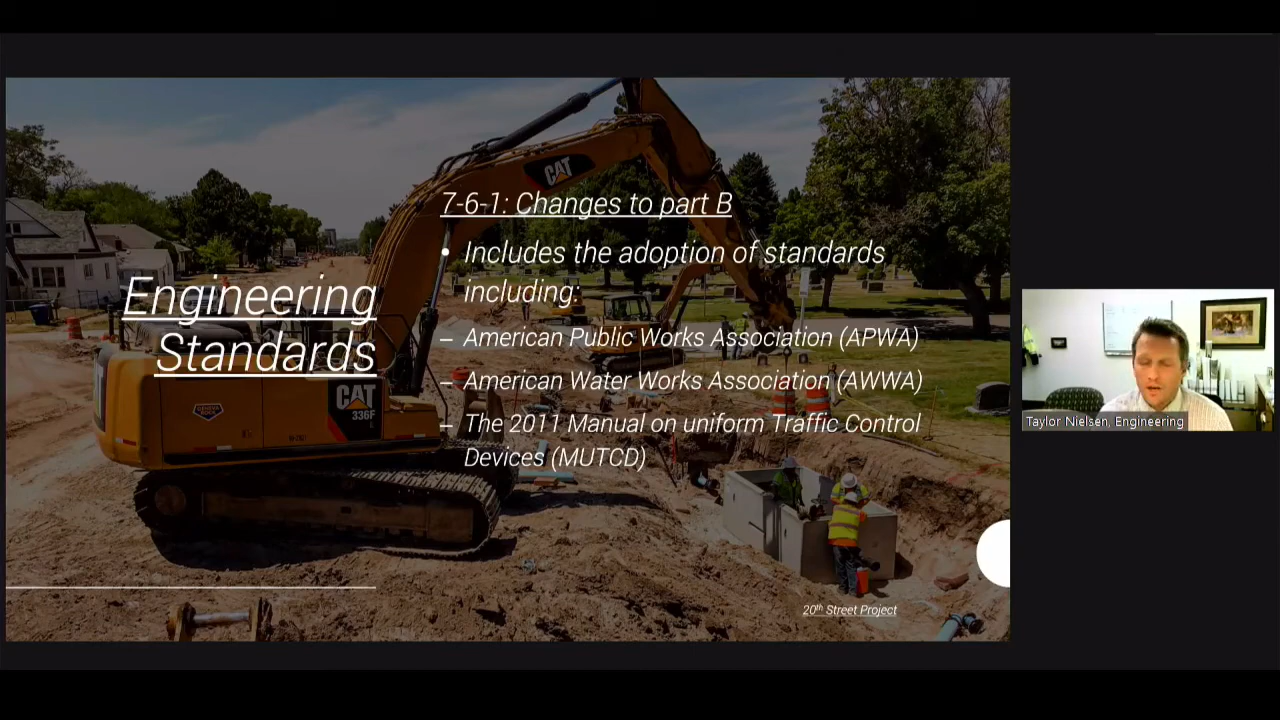 Engineering
Standards
7-6-1: Changes to part B
• Includes the adoption of standards
including:
– American Public Works Association (APWA)
– American Water Works Association (AWWA)
– The 2011 Manual on uniform Traffic Control
Devices (MUTCD)
CAT
CAT
336F
L
20th Street Project
Taylor Nielsen, Engineering